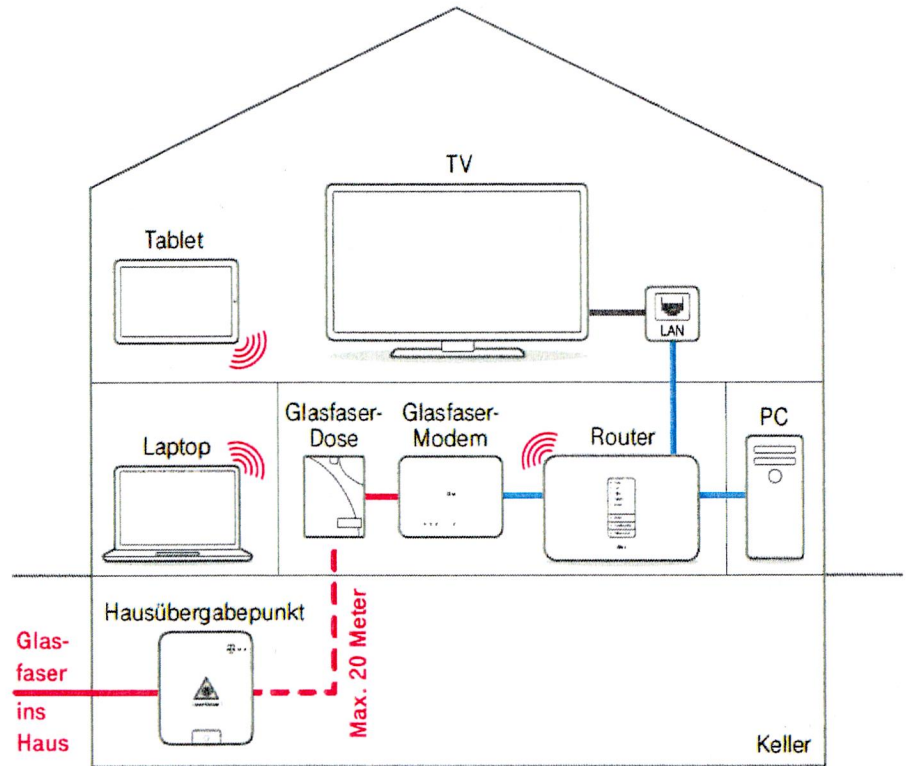 TV
Tablet
LAN
Glasfaser-
Dose
Glasfaser-
Modem
Router
PC
Laptop
Hausübergabepunkt
Glas-
faser
ins
Haus
Max. 20 Meter
Keller